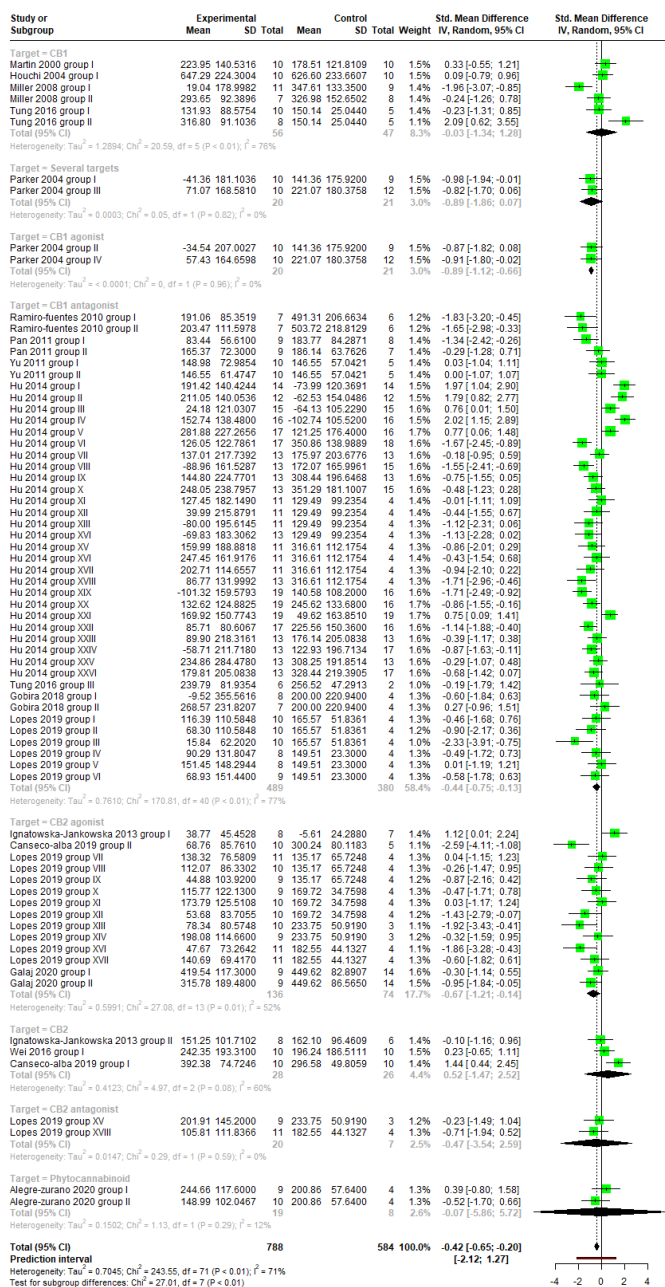 Study or Experimental Control Std. Mean Difference Std. Mean Difference
Subgroup Mean SD Total Mean SD Total Weight IV, Random, 95% CI IV, Random, 95% CI
Target = CB1
Martin 2000 group I 223.95 140.5316 10 178.51 121.8109 10 1.5% 0.33 (-0.55; 1.21)
Houchi 2004 group I 647.29 224.3004 10 626.60 233.6607 10 1.5% 0.09 (-0.79; 0.96)
Miller 2008 group I 19.04 178.9982 11 347.61 133.3500 9 1.4% -1.96 (-3.07; -0.85)
Miller 2008 group II 293.65 92.3896 7 326.98 152.6502 8 1.4% -0.24 (-1.26; 0.78)
Tung 2016 group I 131.93 88.5754 10 150.14 25.0440 5 1.4% -0.23 (-1.31; 0.85)
Tung 2016 group II 316.80 91.1036 8 150.14 25.0440 5 1.2% 2.09 (0.62; 3.55)
Total (95% CI) 56 47 8.3% -0.03 (-1.34; 1.28)
Heterogeneity: Tau² = 1.2894; Chi² = 20.59, df = 5 (P < 0.01); I² = 76%
Target = Several targets
Parker 2004 group I -41.36 181.1036 10 141.36 175.9200 9 1.4% -0.98 (-1.94; -0.01)
Parker 2004 group III 71.07 168.5810 10 221.07 180.3758 12 1.5% -0.82 (-1.70; 0.06)
Total (95% CI) 20 21 3.0% -0.89 (-1.86; 0.07)
Heterogeneity: Tau² = 0.0003; Chi² = 0.05, df = 1 (P = 0.82); I² = 0%
Target = CB1 agonist
Parker 2004 group II -34.54 207.0027 10 141.36 175.9200 9 1.5% -0.87 (-1.82; 0.08)
Parker 2004 group IV 57.43 164.6598 10 221.07 180.3758 12 1.5% -0.91 (-1.80; -0.02)
Total (95% CI) 20 21 3.0% -0.89 (-1.12; -0.66)
Heterogeneity: Tau² = < 0.0001; Chi² = 0, df = 1 (P = 0.96); I² = 0%
Target = CB1 antagonist
Ramiro-fuentes 2010 group I 191.06 85.3519 7 491.31 206.6634 6 1.2% -1.83 (-3.20; -0.45)
Ramiro-fuentes 2010 group II 203.47 111.5978 7 503.72 218.8129 6 1.2% -1.65 (-2.98; -0.33)
Pan 2011 group I 83.44 56.6100 9 183.77 84.2871 8 1.4% -1.34 (-2.42; -0.26)
Pan 2011 group II 165.37 72.3000 9 186.14 63.7626 7 1.4% -0.29 (-1.28; 0.71)
Yu 2011 group I 148.98 72.9854 10 146.55 57.0421 5 1.4% 0.03 (-1.04; 1.11)
Yu 2011 group II 146.55 61.4747 10 146.55 57.0421 5 1.4% 0.00 (-1.07; 1.07)
Hu 2014 group I 191.42 140.4244 14 -73.99 120.3691 14 1.5% 1.97 (1.04; 2.90)
Hu 2014 group II 211.05 140.0536 12 -62.53 154.0486 12 1.4% 1.79 (0.82; 2.77)
Hu 2014 group III 24.18 121.0307 15 -64.13 105.2290 15 1.6% 0.76 (0.01; 1.50)
Hu 2014 group IV 152.74 138.4800 16 -102.74 105.5200 16 1.5% 2.02 (1.15; 2.89)
Hu 2014 group V 281.88 227.2656 17 121.25 176.4000 16 1.6% 0.77 (0.06; 1.48)
Hu 2014 group VI 126.05 122.7861 17 350.86 138.9889 18 1.6% -1.67 (-2.45; -0.89)
Hu 2014 group VII 137.01 217.7392 13 175.97 203.6776 13 1.6% -0.18 (-0.95; 0.59)
Hu 2014 group VIII -88.96 161.5287 13 172.07 165.9961 15 1.5% -1.55 (-2.41; -0.69)
Hu 2014 group IX 144.80 224.7701 13 308.44 196.6468 13 1.5% -0.75 (-1.55; 0.05)
Hu 2014 group X 248.05 238.7957 13 351.29 181.1007 15 1.6% -0.48 (-1.23; 0.28)
Hu 2014 group XI 127.45 182.1490 11 129.49 99.2354 4 1.4% -0.01 (-1.11; 1.09)
Hu 2014 group XII 39.99 215.8791 11 129.49 99.2354 4 1.3% -0.44 (-1.55; 0.67)
Hu 2014 group XIII -80.00 195.6145 11 129.49 99.2354 4 1.3% -1.12 (-2.31; 0.06)
Hu 2014 group XVI -69.83 183.3062 13 129.49 99.2354 4 1.3% -1.13 (-2.28; 0.02)
Hu 2014 group XV 159.99 188.8818 11 316.61 112.1754 4 1.3% -0.86 (-2.01; 0.29)
Hu 2014 group XVI 247.45 161.9176 11 316.61 112.1754 4 1.3% -0.43 (-1.54; 0.68)
Hu 2014 group XVII 202.71 114.6557 11 316.61 112.1754 4 1.3% -0.94 (-2.10; 0.22)
Hu 2014 group XVIII 86.77 131.9992 13 316.61 112.1754 4 1.3% -1.71 (-2.96; -0.46)
Hu 2014 group XIX -101.32 159.5793 19 140.58 108.2000 16 1.6% -1.71 (-2.49; -0.92)
Hu 2014 group XX 132.62 124.8825 19 245.62 133.6800 16 1.6% -0.86 (-1.55; -0.16)
Hu 2014 group XXI 169.92 150.7743 19 49.62 163.8510 19 1.6% 0.75 (0.09; 1.41)
Hu 2014 group XXII 85.71 80.6067 17 225.56 150.3600 16 1.6% -1.14 (-1.88; -0.40)
Hu 2014 group XXIII 89.90 218.3161 13 176.14 205.0838 13 1.6% -0.39 (-1.17; 0.38)
Hu 2014 group XXIV -58.71 211.7180 13 122.93 196.7134 17 1.6% -0.87 (-1.63; -0.11)
Hu 2014 group XXV 234.86 284.4780 13 308.25 191.8514 13 1.6% -0.29 (-1.07; 0.48)
Hu 2014 group XXVI 179.81 205.0838 13 328.44 219.3905 17 1.6% -0.68 (-1.42; 0.07)
Tung 2016 group III 239.79 81.9354 6 256.52 47.2913 2 1.1% -0.19 (-1.79; 1.42)
Gobira 2018 group I -9.52 355.5616 8 200.00 220.9400 4 1.3% -0.60 (-1.84; 0.63)
Gobira 2018 group II 268.57 231.8207 7 200.00 220.9400 4 1.3% 0.27 (-0.96; 1.51)
Lopes 2019 group I 116.39 110.5848 10 165.57 51.8361 4 1.3% -0.46 (-1.68; 0.76)
Lopes 2019 group II 68.30 110.5848 10 165.57 51.8361 4 1.3% -0.90 (-2.17; 0.36)
Lopes 2019 group III 15.84 62.2020 10 165.57 51.8361 4 1.1% -2.33 (-3.91; -0.75)
Lopes 2019 group IV 90.29 131.8047 8 149.51 23.3000 4 1.3% -0.49 (-1.72; 0.73)
Lopes 2019 group V 151.45 148.2944 8 149.51 23.3000 4 1.3% 0.01 (-1.19; 1.21)
Lopes 2019 group VI 68.93 151.4400 9 149.51 23.3000 4 1.3% -0.58 (-1.78; 0.63)
Total (95% CI) 489 380 58.4% -0.44 (-0.75; -0.13)
Heterogeneity: Tau² = 0.7610; Chi² = 170.81, df = 40 (P < 0.01); I² = 77%
Target = CB2 agonist
Ignatowska-Jankowska 2013 group I 38.77 45.4528 8 -5.61 24.2880 7 1.4% 1.12 (0.01; 2.24)
Canseco-alba 2019 group II 68.76 85.7610 10 300.24 80.1183 5 1.1% -2.59 (-4.11; -1.08)
Lopes 2019 group VII 138.32 76.5809 11 135.17 65.7248 4 1.3% 0.04 (-1.15; 1.23)
Lopes 2019 group VIII 112.07 86.3302 10 135.17 65.7248 4 1.3% -0.26 (-1.47; 0.95)
Lopes 2019 group IX 44.88 103.9200 9 135.17 65.7248 4 1.3% -0.87 (-2.16; 0.42)
Lopes 2019 group X 115.77 122.1300 9 169.72 34.7598 4 1.3% -0.47 (-1.71; 0.78)
Lopes 2019 group XI 173.79 125.5108 10 169.72 34.7598 4 1.3% 0.03 (-1.17; 1.24)
Lopes 2019 group XII 53.68 83.7055 10 169.72 34.7598 4 1.2% -1.43 (-2.79; -0.07)
Lopes 2019 group XIII 78.34 80.5748 10 233.75 50.9190 3 1.2% -1.92 (-3.43; -0.41)
Lopes 2019 group XIV 198.08 114.6600 9 233.75 50.9190 3 1.2% -0.32 (-1.59; 0.95)
Lopes 2019 group XVI 47.67 73.2642 11 182.55 44.1327 4 1.2% -1.86 (-3.28; -0.43)
Lopes 2019 group XVII 140.69 69.4170 11 182.55 44.1327 4 1.3% -0.60 (-1.82; 0.61)
Galaj 2020 group I 419.54 117.3000 9 449.62 82.8907 14 1.5% -0.30 (-1.14; 0.55)
Galaj 2020 group II 315.78 189.4800 9 449.62 86.5650 14 1.5% -0.95 (-1.84; -0.05)
Total (95% CI) 136 74 17.7% -0.67 (-1.21; -0.14)
Heterogeneity: Tau² = 0.5991; Chi² = 27.08, df = 13 (P = 0.01); I² = 52%
Target = CB2
Ignatowska-Jankowska 2013 group II 151.25 101.7102 8 162.10 96.4609 6 1.4% -0.10 (-1.16; 0.96)
Wei 2016 group I 242.35 193.3100 10 196.24 186.5111 10 1.5% 0.23 (-0.65; 1.11)
Canseco-alba 2019 group I 392.38 74.7246 10 296.58 49.8059 10 1.4% 1.44 (0.44; 2.45)
Total (95% CI) 28 26 4.4% 0.52 (-1.47; 2.52)
Heterogeneity: Tau² = 0.4123; Chi² = 4.97, df = 2 (P = 0.08); I² = 60%
Target = CB2 antagonist
Lopes 2019 group XV 201.91 145.2000 9 233.75 50.9190 3 1.2% -0.23 (-1.49; 1.04)
Lopes 2019 group XVIII 105.81 111.8366 11 182.55 44.1327 4 1.3% -0.71 (-1.94; 0.52)
Total (95% CI) 20 7 2.5% -0.47 (-3.54; 2.59)
Heterogeneity: Tau² = 0.0147; Chi² = 0.29, df = 1 (P = 0.59); I² = 0%
Target = Phytocannabinoid
Alegre-zurano 2020 group I 244.66 117.6000 9 200.86 57.6400 4 1.3% 0.39 (-0.80; 1.58)
Alegre-zurano 2020 group II 148.99 102.0467 10 200.86 57.6400 4 1.3% -0.52 (-1.70; 0.66)
Total (95% CI) 19 8 2.6% -0.07 (-5.86; 5.72)
Heterogeneity: Tau² = 0.1502; Chi² = 1.13, df = 1 (P = 0.29); I² = 12%
Total (95% CI) 788 584 100.0% -0.42 (-0.65; -0.20)
Prediction interval [-2.12; 1.27]
Heterogeneity: Tau² = 0.7045; Chi² = 243.55, df = 71 (P < 0.01); I² = 71%
Test for subgroup differences: Chi² = 27.01, df = 7 (P < 0.01)
-4 -2 0 2 4